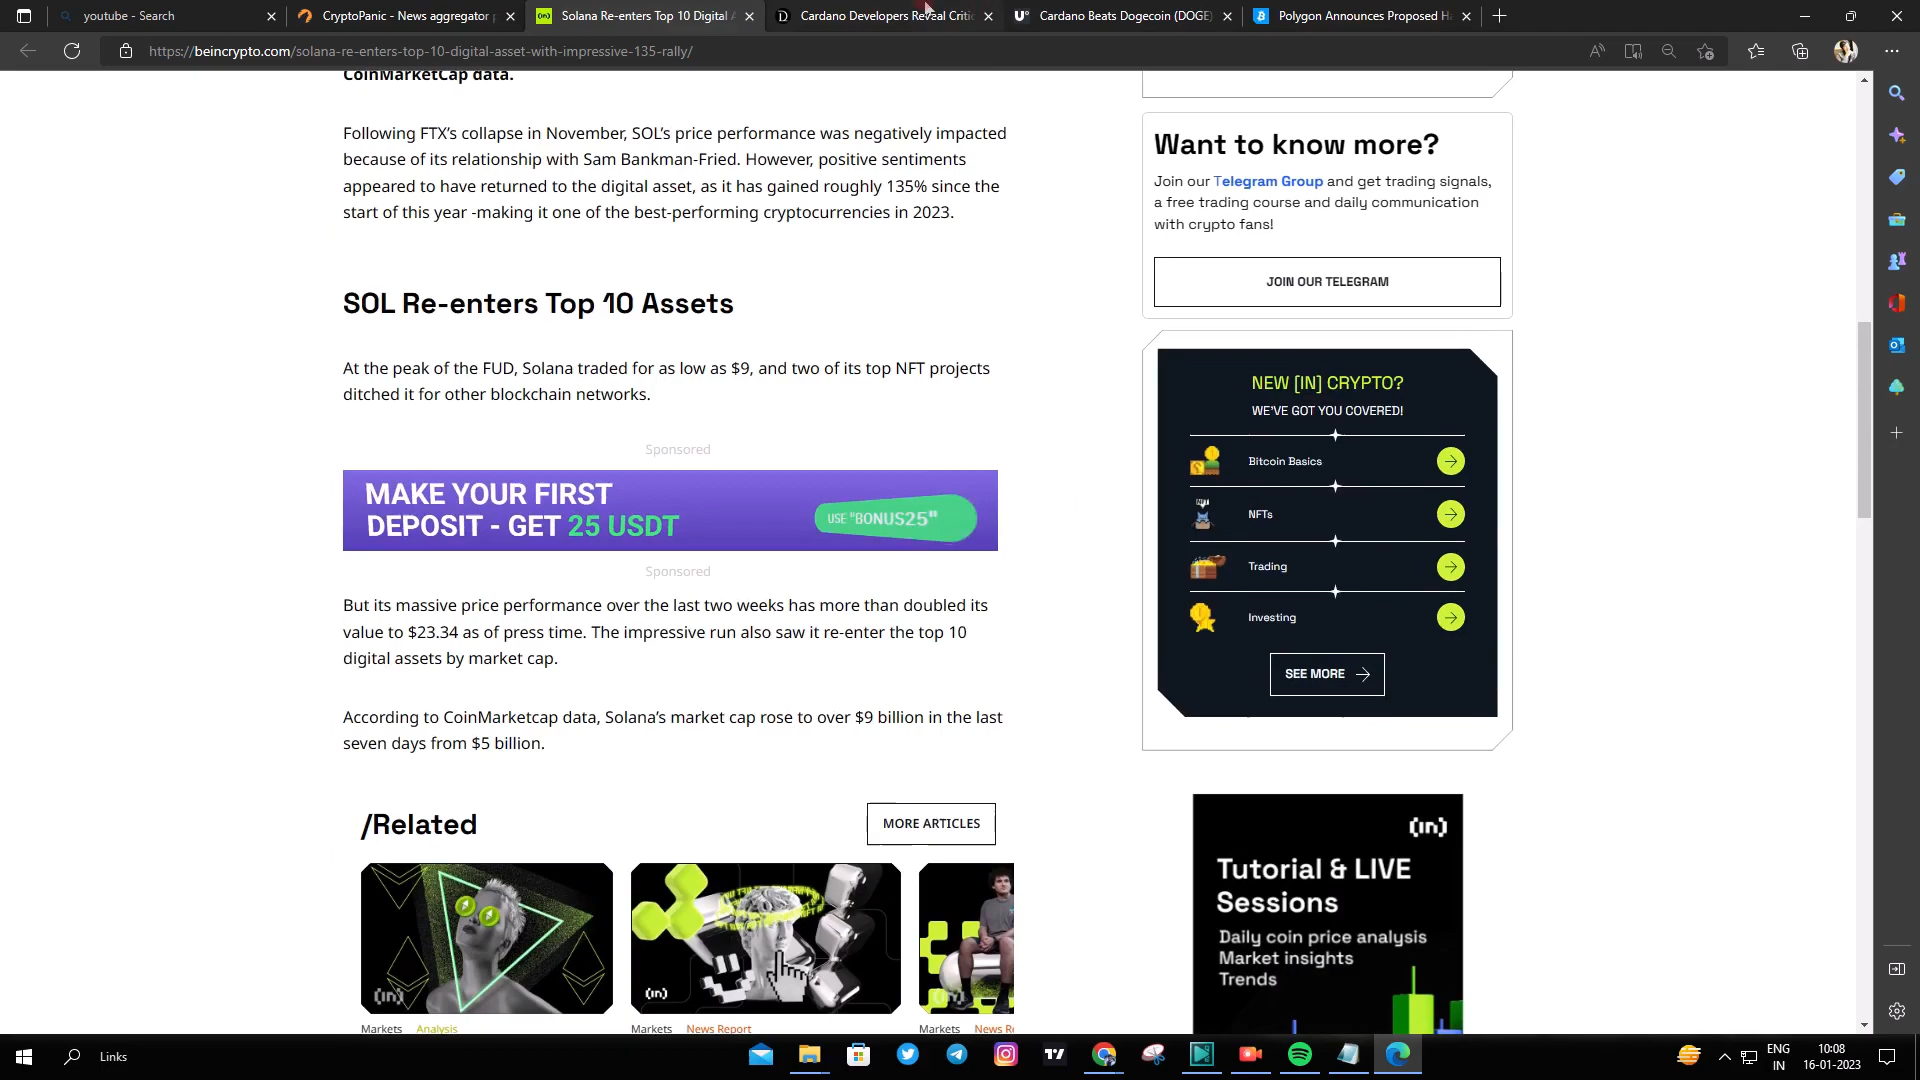 youtube - Search
CryptoPanic - News aggregator
Solana Re-enters Top 10 Digital
Cardano Developers Reveal Criti
Cardano Beats Dogecoin (DOGE)
Polygon Announces Proposed H
https://beincrypto.com/solana-re-enters-top-10-digital-asset-with-impressive-135-rally/
CoinMarketCap data.
Following FTX's collapse in November, SOL's price performance was negatively impacted
because of its relationship with Sam Bankman-Fried. However, positive sentiments
appeared to have returned to the digital asset, as it has gained roughly 135% since the
start of this year -making it one of the best-performing cryptocurrencies in 2023.
SOL Re-enters Top 10 Assets
At the peak of the FUD, Solana traded for as low as $9, and two of its top NFT projects
ditched it for other blockchain networks.
Sponsored
MAKE YOUR FIRST
DEPOSIT - GET 25 USDT
USE "BONUS25"
Sponsored
But its massive price performance over the last two weeks has more than doubled its
value to $23.34 as of press time. The impressive run also saw it re-enter the top 10
digital assets by market cap.
According to CoinMarketcap data, Solana's market cap rose to over $9 billion in the last
seven days from $5 billion.
/Related
MORE ARTICLES
(in)
(in)
Markets Analysis
Markets News Report
Markets News Re
Want to know more?
Join our Telegram Group and get trading signals,
a free trading course and daily communication
with crypto fans!
JOIN OUR TELEGRAM
NEW [IN] CRYPTO?
WE'VE GOT YOU COVERED!
Bitcoin Basics
NFTs
Trading
Investing
SEE MORE
(in)
Tutorial & LIVE
Sessions
Daily coin price analysis
Market insights
Trends
Links
ENG
IN
10:08
16-01-2023